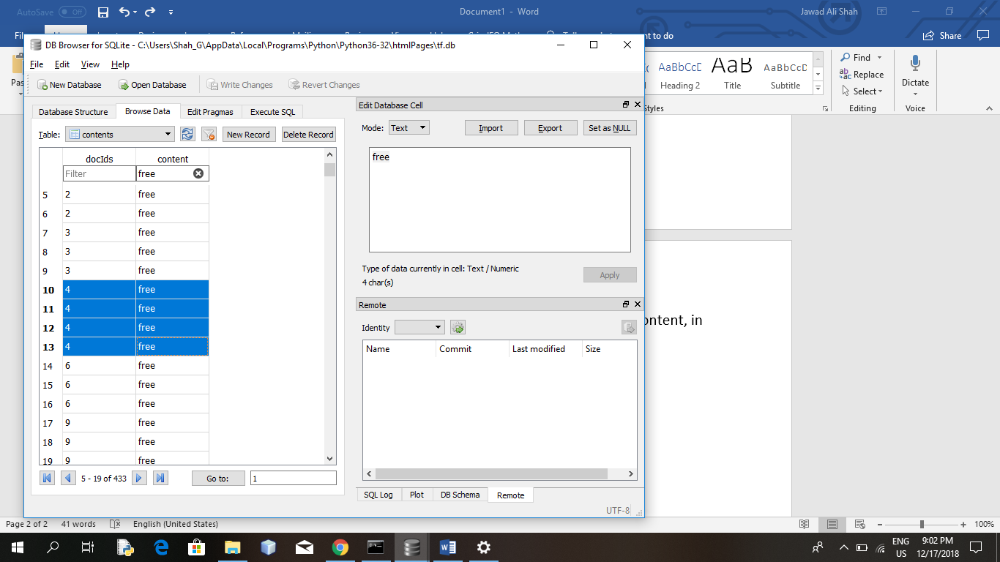 AutoSave Off Document1 - Word Jawad Ali Shah
to do Share
DB Browser for SQLite - C:\Users\Shah_G\AppData\Local\Programs\Python\Python36-32\htmlPages\tf.db
File Edit View Help
New Database Open Database Write Changes Revert Changes
Database Structure Browse Data Edit Pragmas Execute SQL
Table: contents New Record Delete Record
docIds content
Filter free
5 2 free
6 2 free
7 3 free
8 3 free
9 3 free
10 4 free
11 4 free
12 4 free
13 4 free
14 6 free
15 6 free
16 6 free
17 9 free
18 9 free
19 9 free
5 - 19 of 433 Go to: 1
Edit Database Cell
Mode: Text Import Export Set as NULL
free
Type of data currently in cell: Text / Numeric
4 char(s)
Apply
Remote
Identity
Name Commit Last modified Size
SQL Log Plot DB Schema Remote
UTF-8
AaBbCcD AaB AaBbCcD
Heading 2 Title Subtitle
Styles
Find
Replace
Select
Editing
Dictate
Voice
ontent, in
Page 2 of 2 41 words English (United States) 100%
ENG
US
9:02 PM
12/17/2018